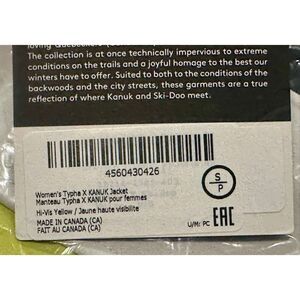 loving Quebeckers
The collection is at once technically impervious to extreme
conditions on the trails and a joyful homage to the best our
winters have to offer. Suited to both to the conditions of the
backwoods and the city streets, these garments are a true
reflection of where Kanuk and Ski-Doo meet.
4560430426
S
P
Women's Typha X KANUK Jacket
Manteau Typha X KANUK pour femmes
Hi-Vis Yellow / Jaune haute visibilite
MADE IN CANADA (CA)
FAIT AU CANADA (CA)
U/M: PC EAC